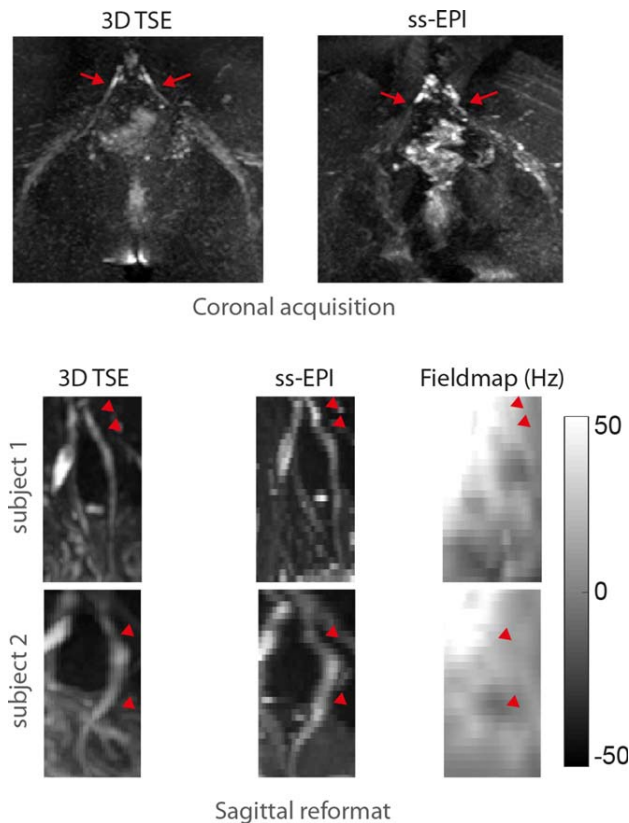 3D TSE
ss-EPI
Coronal acquisition
3D TSE
ss-EPI
Fieldmap (Hz)
subject 1
subject 2
50
0
-50
Sagittal reformat